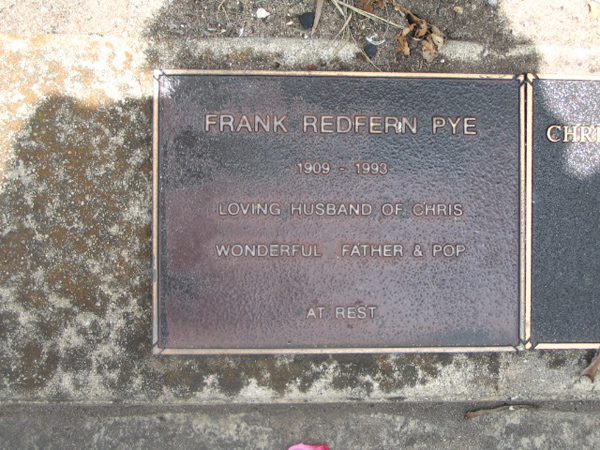 FRANK REDFERN PYE
1909 - 1993
LOVING HUSBAND OF CHRIS
WONDERFUL FATHER & POP
AT REST
CHR